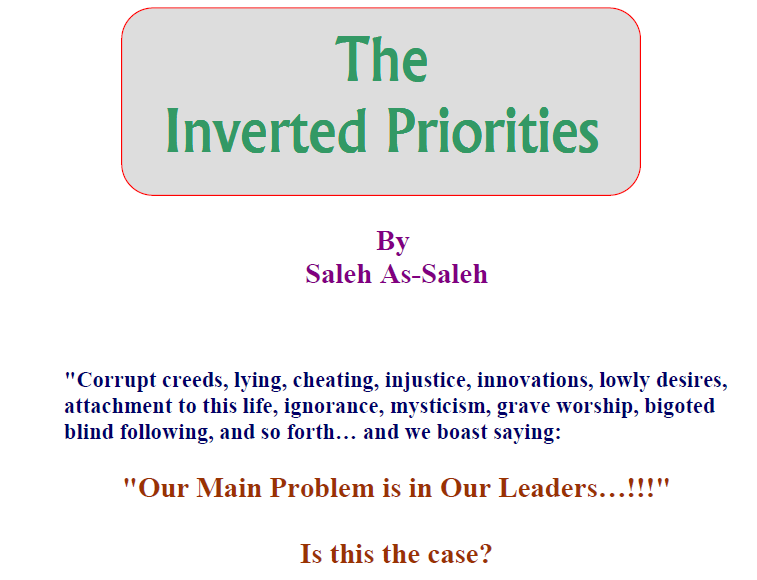 The
Inverted Priorities
By
Saleh As-Saleh
"Corrupt creeds, lying, cheating, injustice, innovations, lowly desires,
attachment to this life, ignorance, mysticism, grave worship, bigoted
blind following, and so forth… and we boast saying:
"Our Main Problem is in Our Leaders…!!!"
Is this the case?